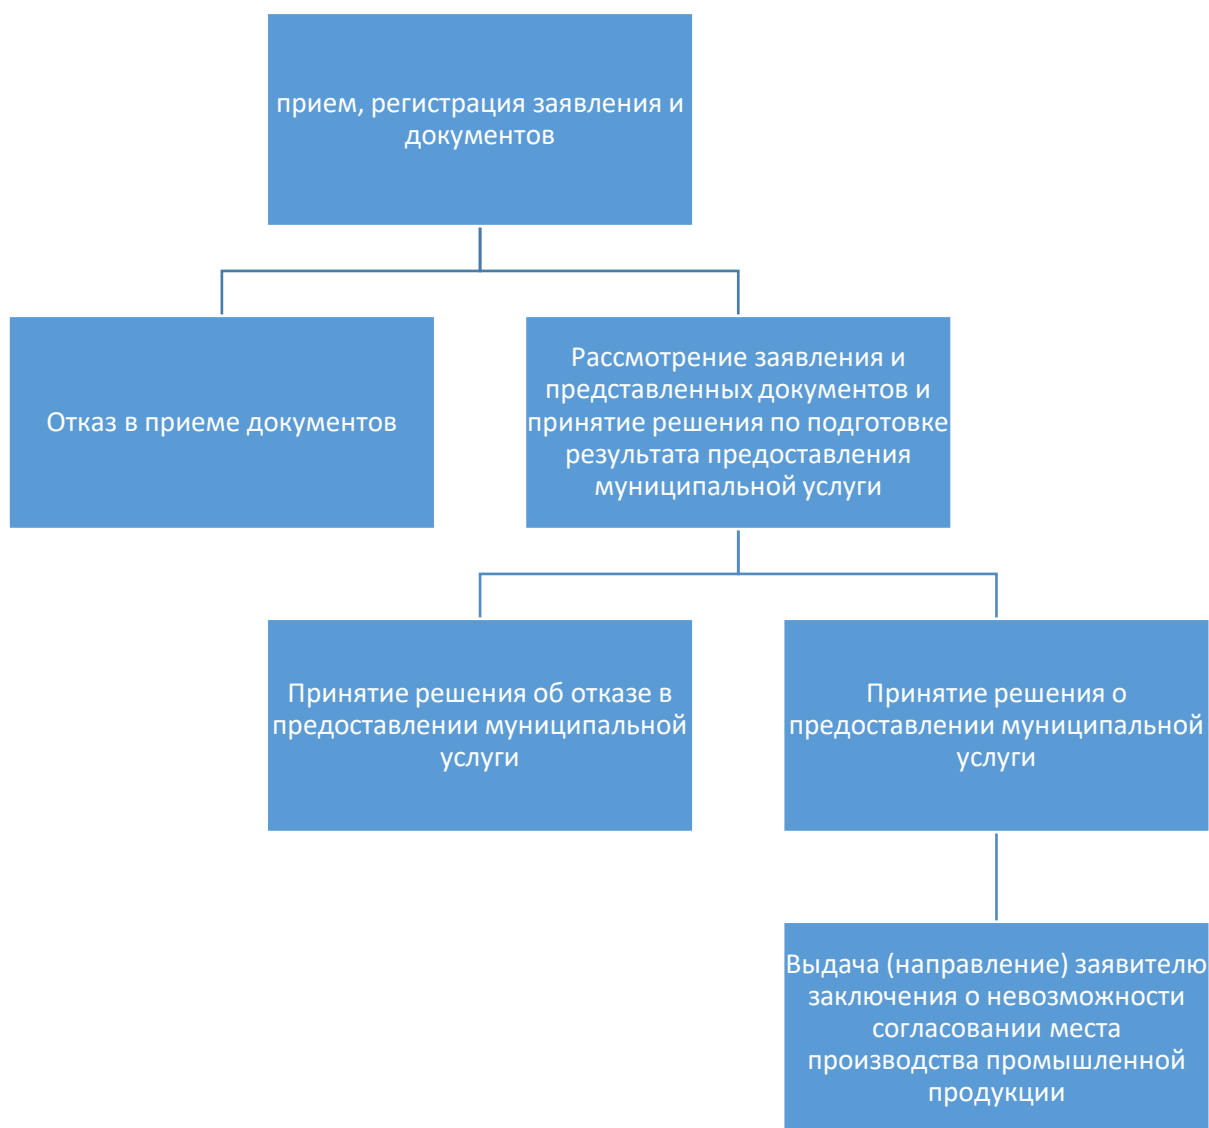 прием, регистрация заявления и
документов
Отказ в приеме документов
Рассмотрение заявления и
представленных документов и
принятие решения по подготовке
результата предоставления
муниципальной услуги
Принятие решения об отказе в
предоставлении муниципальной
услуги
Принятие решения о
предоставлении муниципальной
услуги
Выдача (направление) заявителю
заключения о невозможности
согласовании места
производства промышленной
продукции